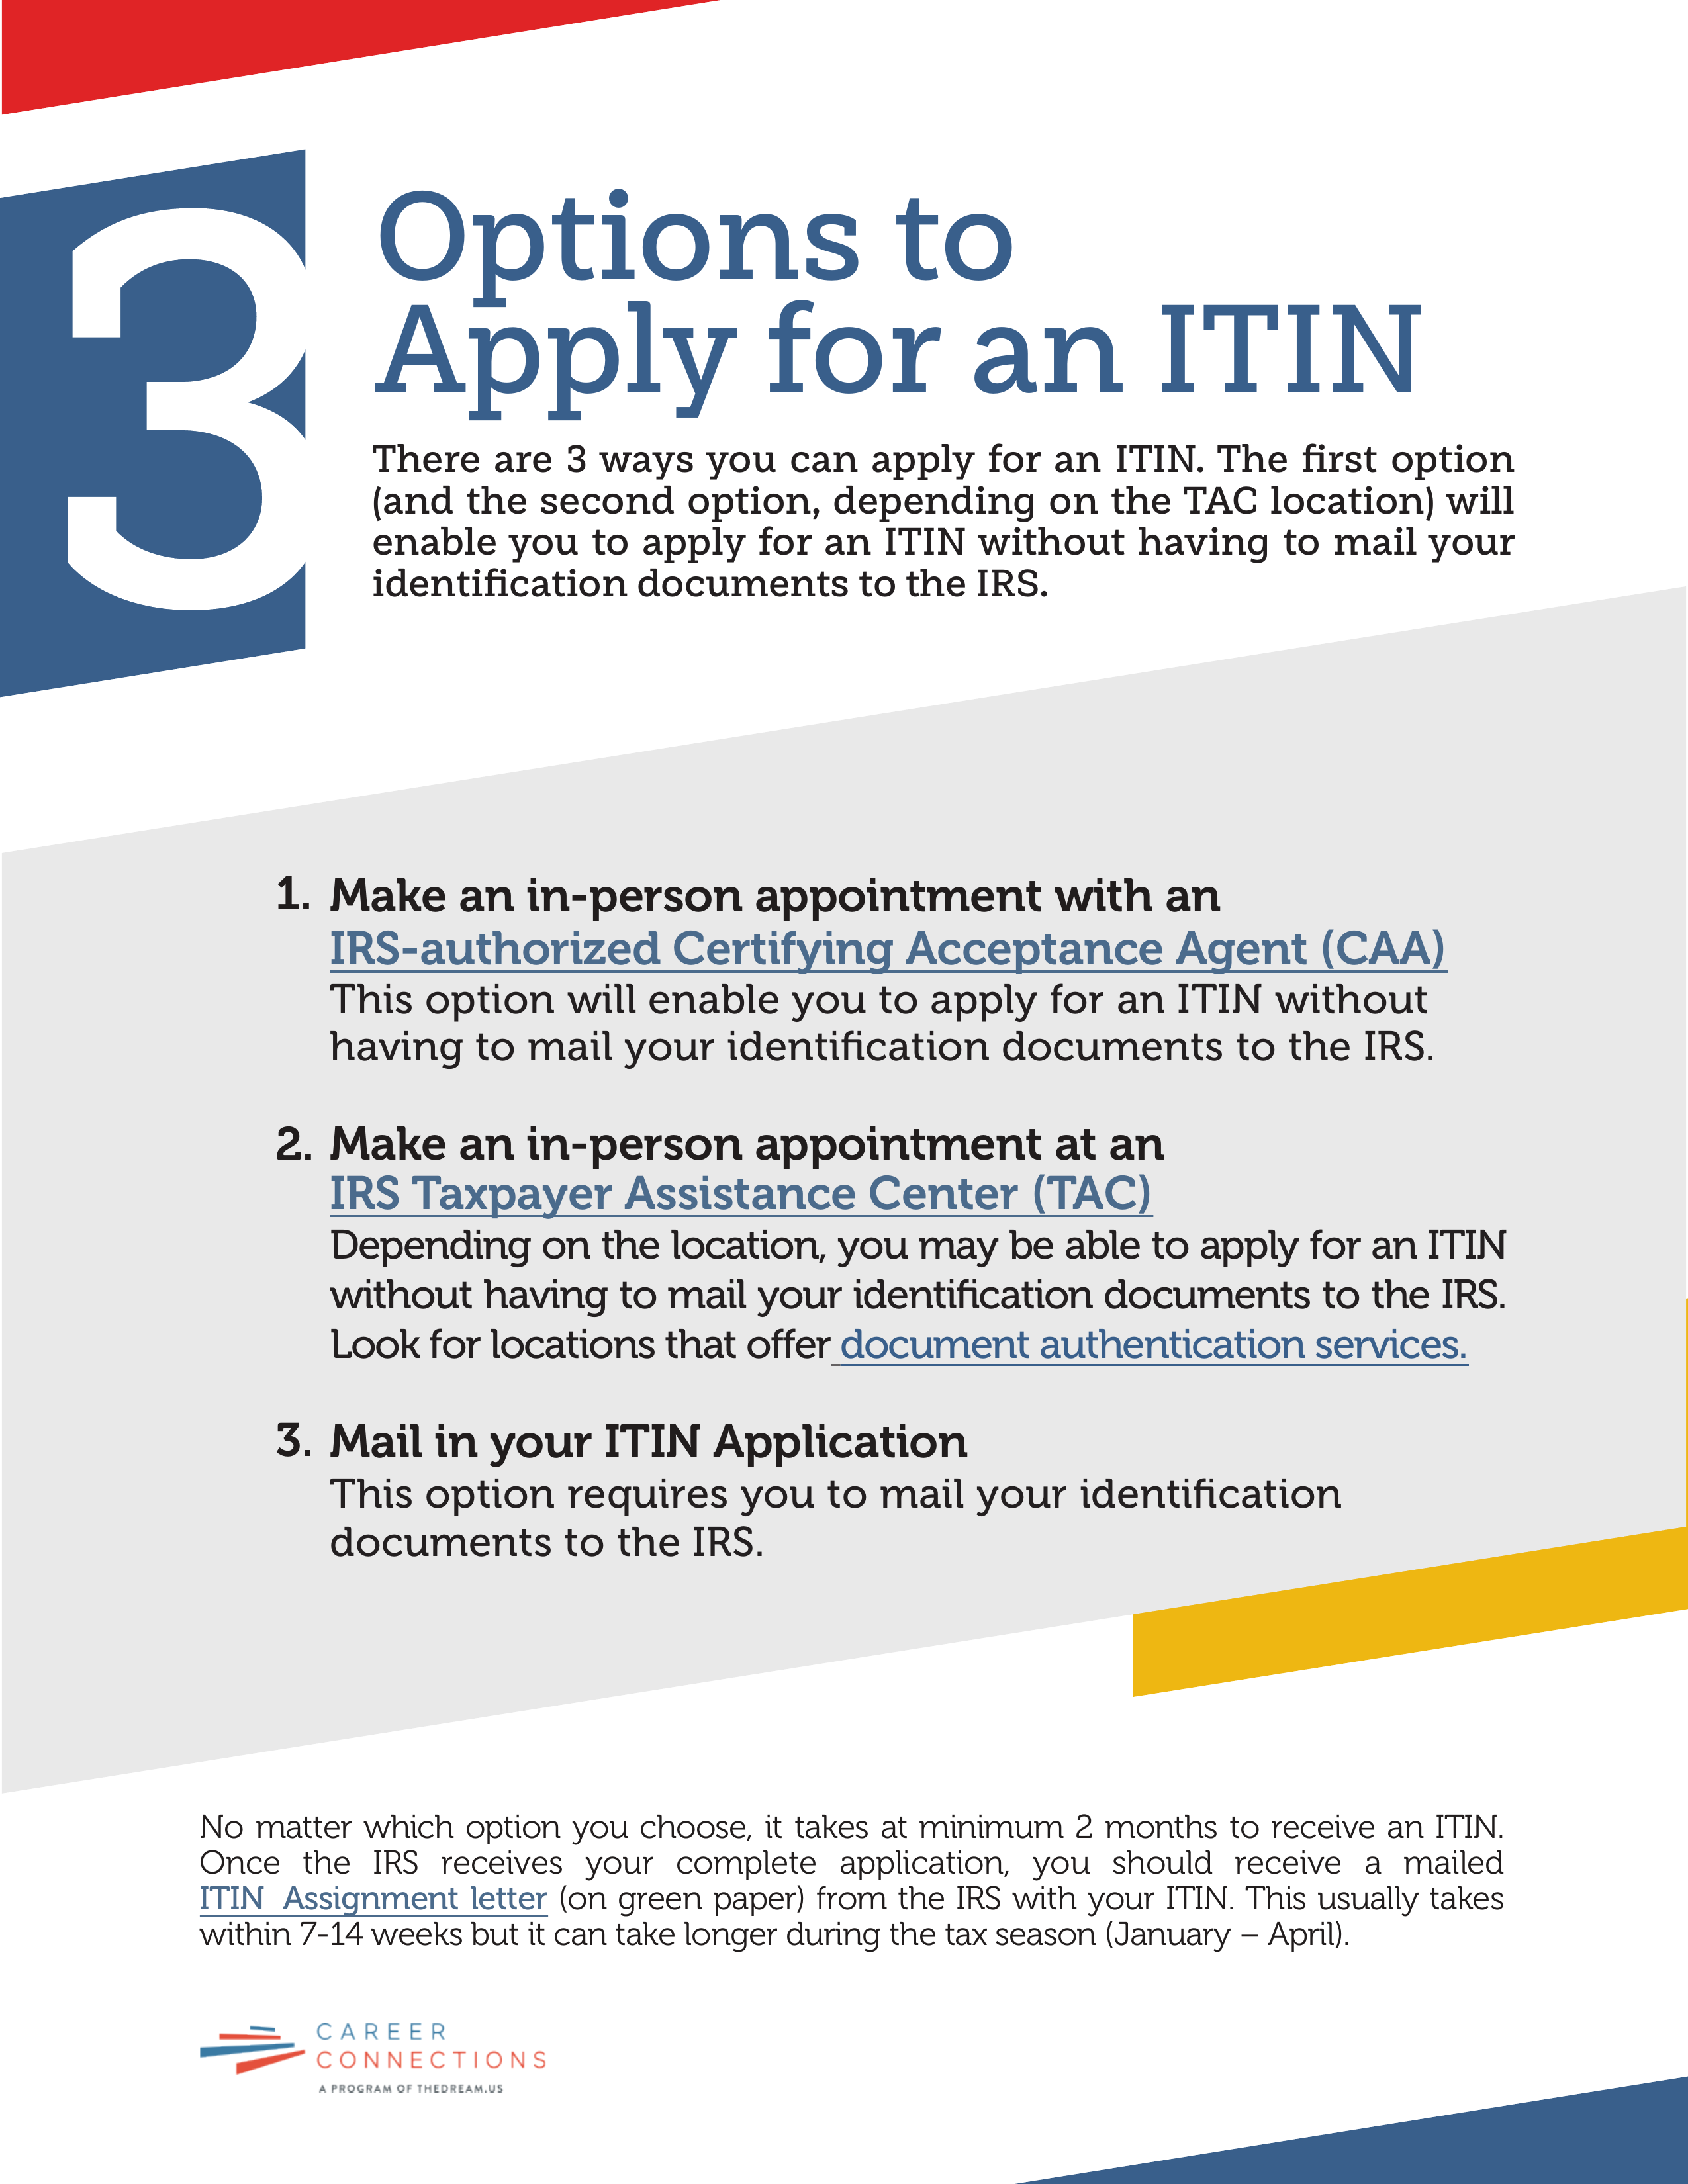 3
Options to
Apply for an ITIN
There are 3 ways you can apply for an ITIN. The first option
(and the second option, depending on the TAC location) will
enable you to apply for an ITIN without having to mail your
identification documents to the IRS.
1. Make an in-person appointment with an
IRS-authorized Certifying Acceptance Agent (CAA)
This option will enable you to apply for an ITIN without
having to mail your identification documents to the IRS.
2. Make an in-person appointment at an
IRS Taxpayer Assistance Center (TAC)
Depending on the location, you may be able to apply for an ITIN
without having to mail your identification documents to the IRS.
Look for locations that offer document authentication services.
3. Mail in your ITIN Application
This option requires you to mail your identification
documents to the IRS.
No matter which option you choose, it takes at minimum 2 months to receive an ITIN.
Once the IRS receives your complete application, you should receive a mailed
ITIN Assignment letter (on green paper) from the IRS with your ITIN. This usually takes
within 7-14 weeks but it can take longer during the tax season (January – April).
CAREER
CONNECTIONS
A PROGRAM OF THEDREAM.US